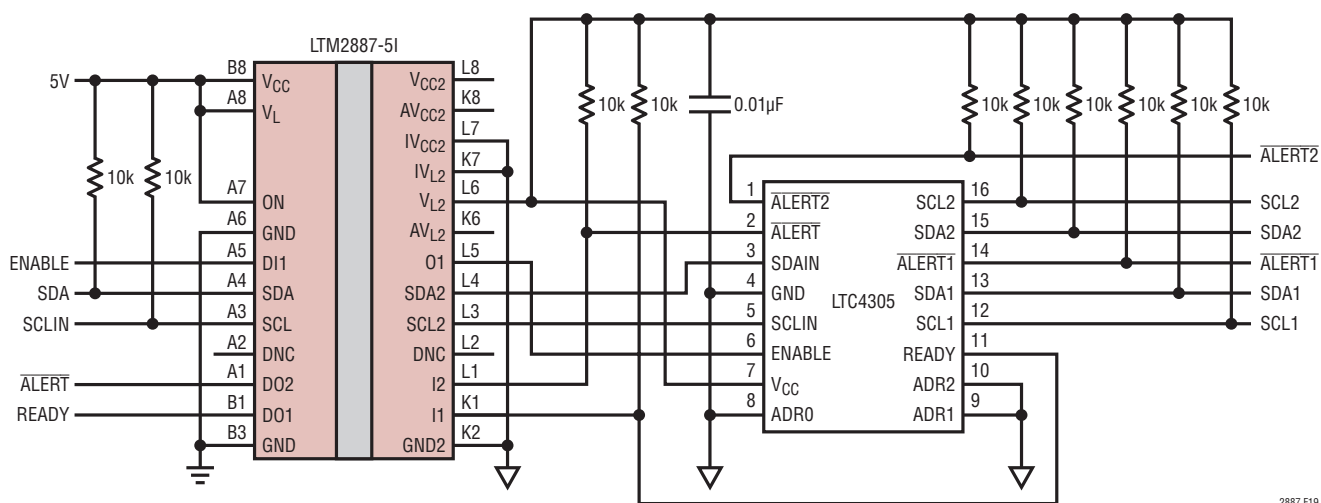 LTM2887-5I
5V
B8
VCC
A8
VL
10k
10k
A7
ON
A6
GND
ENABLE
A5
DI1
SDA
A4
SDA
SCLIN
A3
SCL
A2
DNC
ALERT
A1
DO2
READY
B1
DO1
B3
GND
VCC2
L8
AVCC2
K8
IVCC2
L7
IVL2
K7
VL2
L6
AVL2
K6
O1
L5
SDA2
L4
SCL2
L3
DNC
L2
I2
L1
I1
K1
GND2
K2
10k
10k
0.01µF
10k
10k
10k
10k
10k
10k
LTC4305
1
ALERT2
2
ALERT
3
SDAIN
4
GND
5
SCLIN
6
ENABLE
7
VCC
8
ADR0
SCL2
16
SDA2
15
ALERT1
14
SDA1
13
SCL1
12
READY
11
ADR2
10
ADR1
9
ALERT2
SCL2
SDA2
ALERT1
SDA1
SCL1
2887 F19